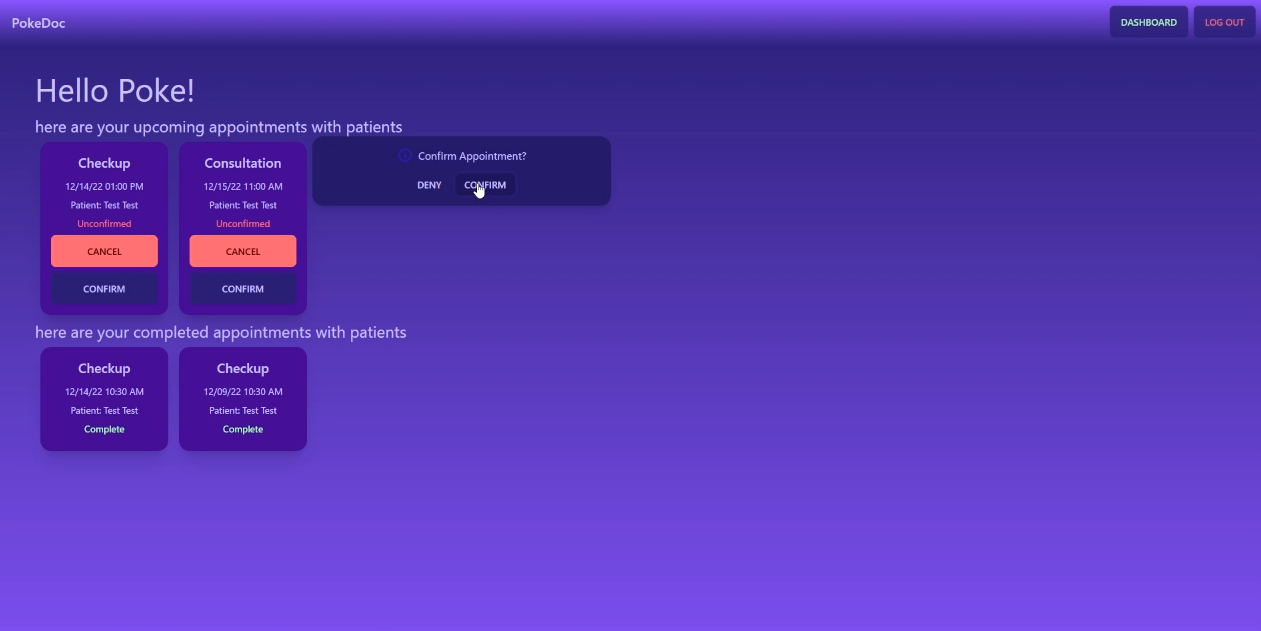 PokeDoc
DASHBOARD
LOG OUT
Hello Poke!
here are your upcoming appointments with patients
Checkup
12/14/22 01:00 PM
Patient: Test Test
Unconfirmed
CANCEL
CONFIRM
Consultation
12/15/22 11:00 AM
Patient: Test Test
Unconfirmed
CANCEL
CONFIRM
Confirm Appointment?
DENY
CONFIRM
here are your completed appointments with patients
Checkup
12/14/22 10:30 AM
Patient: Test Test
Complete
Checkup
12/09/22 10:30 AM
Patient: Test Test
Complete